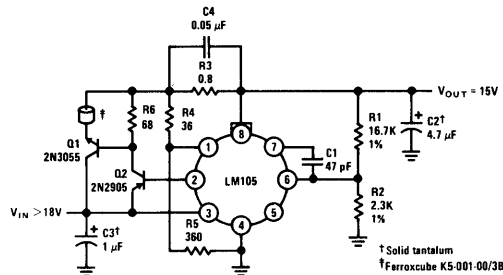 C4
0.05 μF
R3
0.8
VOUT = 15V
‡
R6
68
R4
36
R1
16.7K
1%
+
C2†
4.7 μF
Q1
2N3055
1
8
7
C1
47 pF
Q2
2N2905
2
LM105
6
R2
2.3K
1%
VIN >18V
3
4
5
+
C3†
1 μF
R5
360
†Solid tantalum
‡Ferroxcube K5-001-00/3B